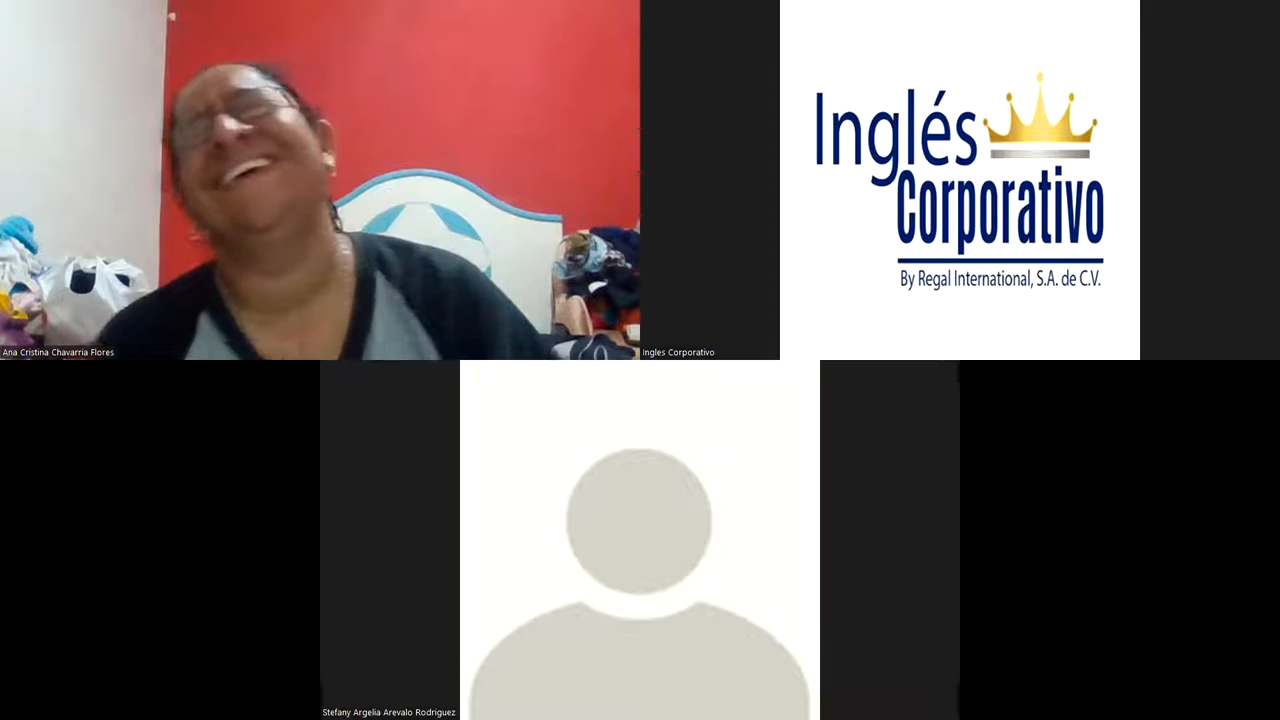 Inglés
Corporativo
By Regal International, S.A. de C.V.
Ana Cristina Chavarria Flores
Ingles Corporativo
Stefany Argelia Arevalo Rodriguez